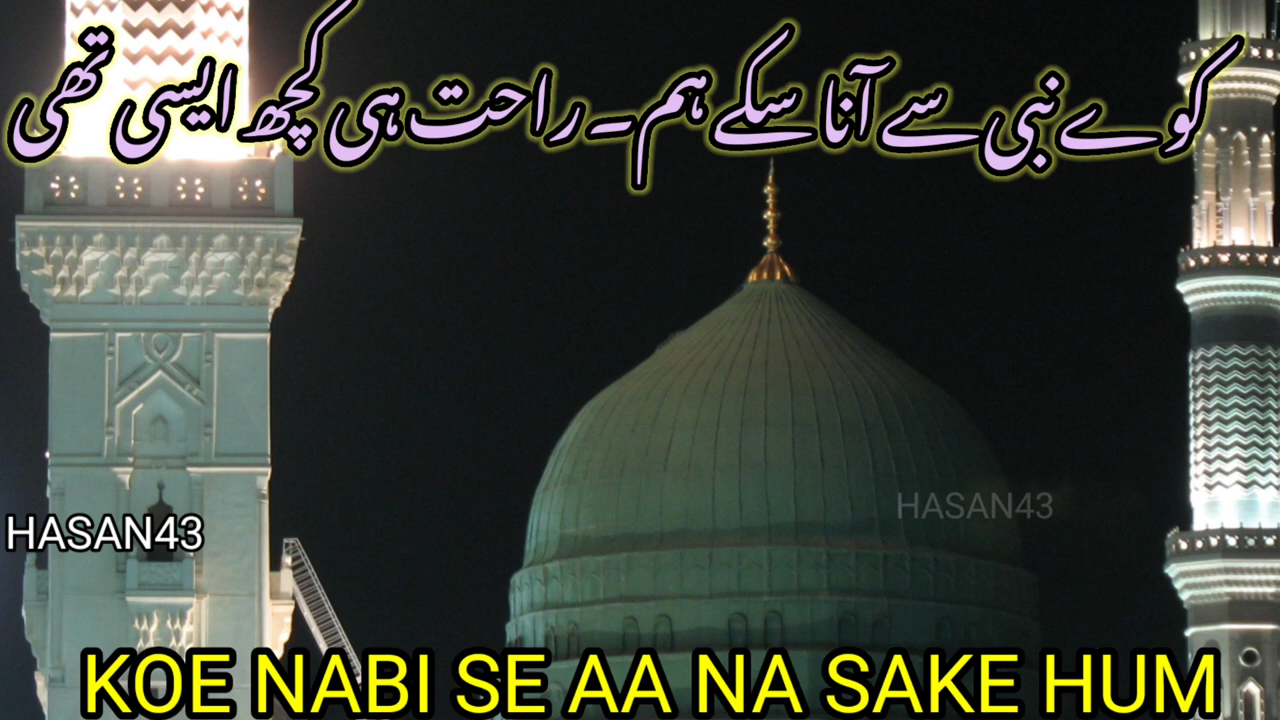 کوے نبی سے آنا سکے ہم۔ راحت ہی کچھ ایسی تھی
HASAN43
HASAN43
KOE NABI SE AA NA SAKE HUM